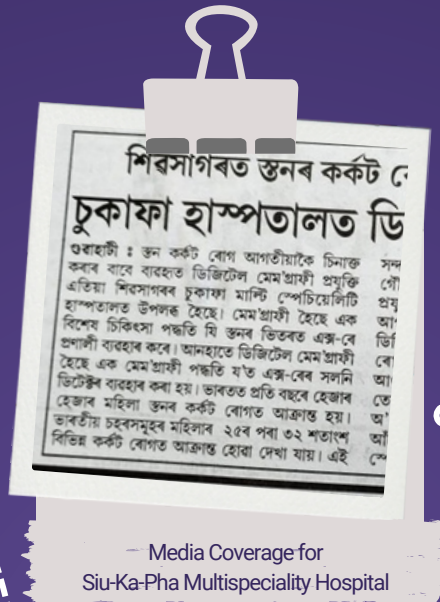 শিৱসাগৰত স্তনৰ কৰ্কট
চুকাফা হাস্পতালত ডি
গুৱাহাটী : স্তন কৰ্কট ৰোগ আগতীয়াকৈ চিনাক্ত
কৰাৰ বাবে ব্যৱহৃত ডিজিটেল মেম'গ্ৰাফী প্ৰযুক্তি
এতিয়া শিৱসাগৰৰ চুকাফা মাল্টি স্পেচিয়েলিটি
হাস্পতালত উপলব্ধ হৈছে। মেম'গ্ৰাফী হৈছে এক
বিশেষ চিকিৎসা পদ্ধতি যি স্তনৰ ভিতৰত এক্স-ৰে
প্ৰণালী ব্যৱহাৰ কৰে। আনহাতে ডিজিটেল মেম'গ্ৰাফী
হৈছে এক মেম'গ্ৰাফী পদ্ধতি য'ত এক্স-ৰেৰ সলনি
ডিটেক্টৰ ব্যৱহাৰ কৰা হয়। ভাৰতত প্ৰতি বছৰে হেজাৰ
হেজাৰ মহিলা স্তনৰ কৰ্কট ৰোগত আক্ৰান্ত হয়।
ভাৰতীয় চহৰসমূহৰ মহিলাৰ ২৫ৰ পৰা ৩২ শতাংশ
বিভিন্ন কৰ্কট ৰোগত আক্ৰান্ত হোৱা দেখা যায়। এই
Media Coverage for
Siu-Ka-Pha Multispeciality Hospital